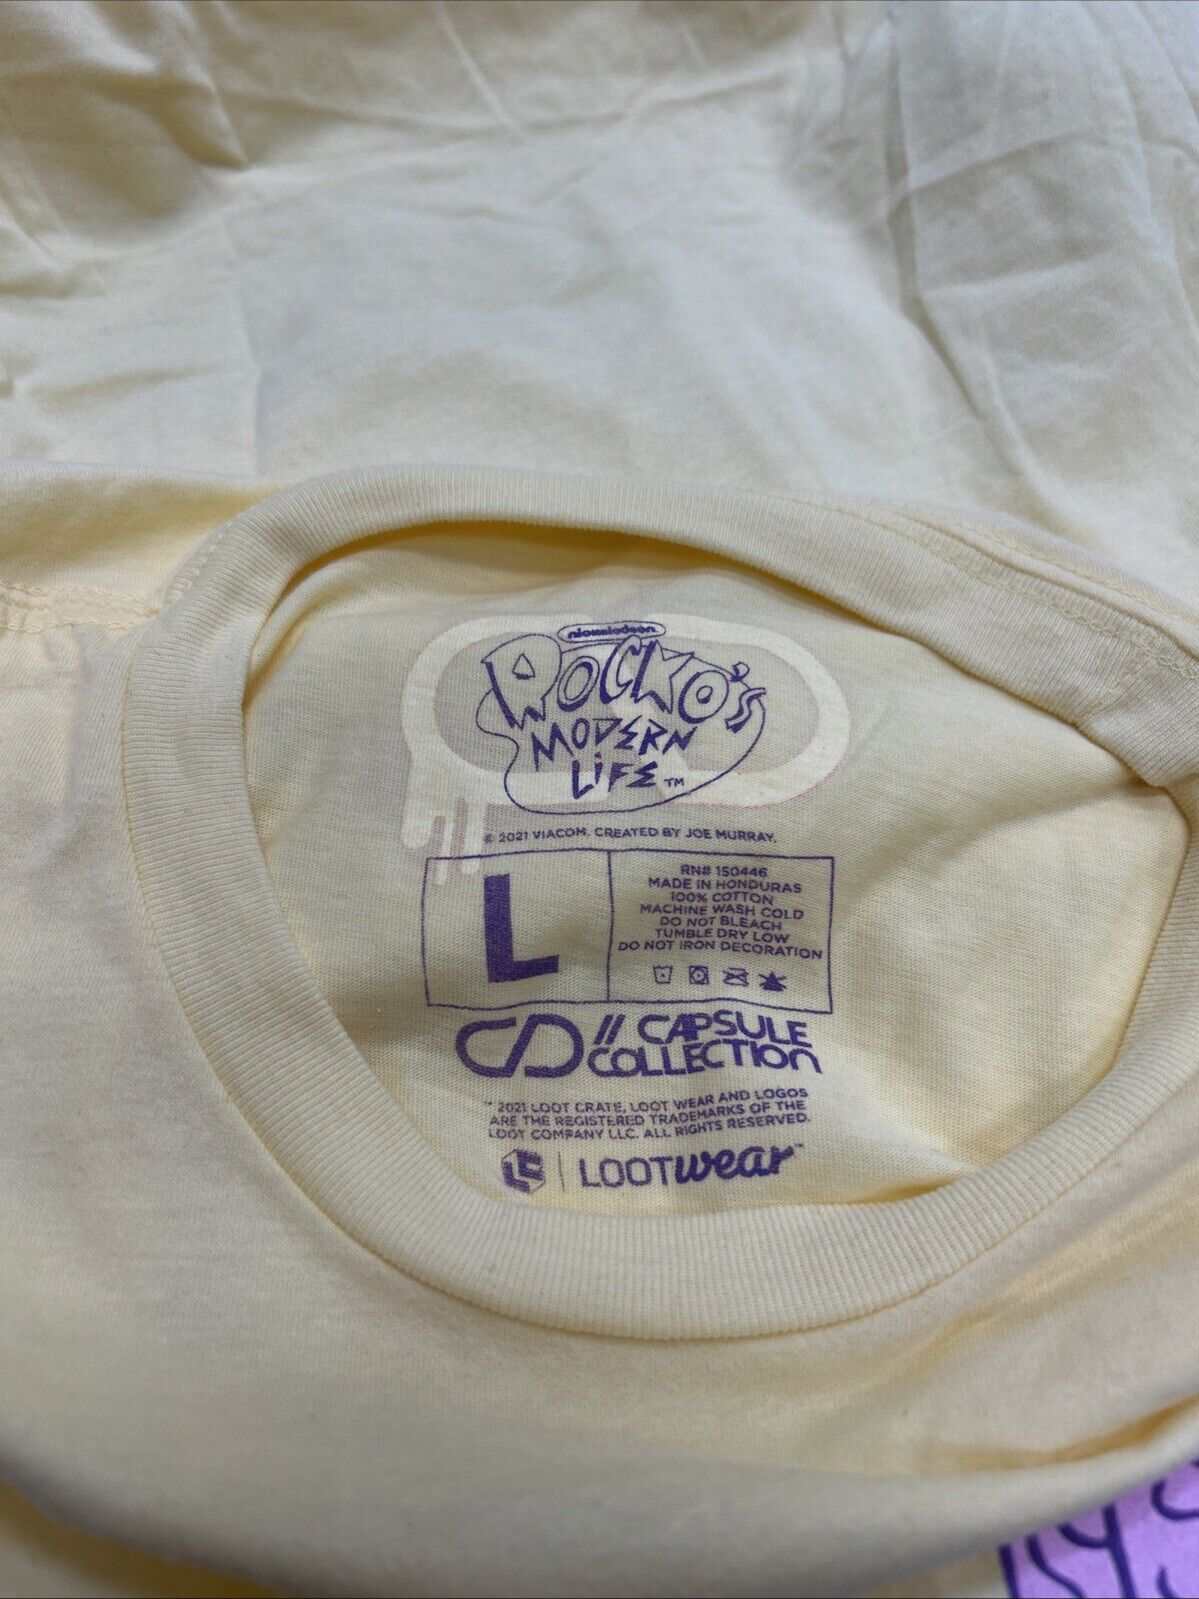 nickelodeon
ROCKO'S
MODERN
LiFE ™
© 2021 VIACOM. CREATED BY JOE MURRAY.
L
RN# 150446
MADE IN HONDURAS
100% COTTON
MACHINE WASH COLD
DO NOT BLEACH
TUMBLE DRY LOW
DO NOT IRON DECORATION
// CAPSULE
COLLECTION
™ 2021 LOOT CRATE, LOOT WEAR AND LOGOS
ARE THE REGISTERED TRADEMARKS OF THE
LOOT COMPANY LLC. ALL RIGHTS RESERVED.
LOOTwear™